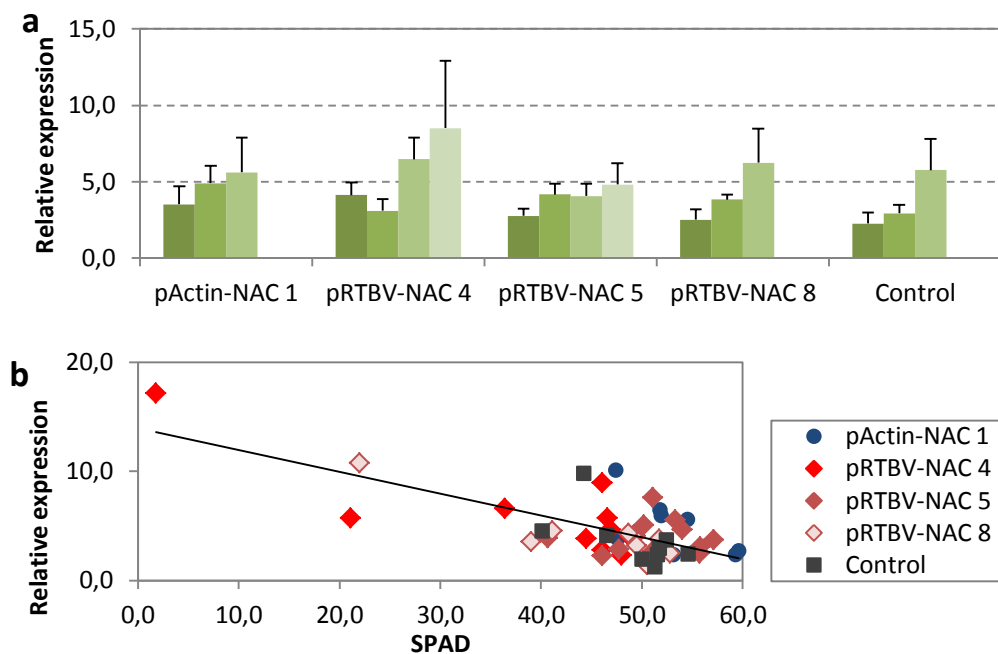 a
Relative expression
15,0
10,0
5,0
0,0
pActin-NAC 1
pRTBV-NAC 4
pRTBV-NAC 5
pRTBV-NAC 8
Control
b
Relative expression
20,0
10,0
0,0
0,0
10,0
20,0
30,0
40,0
50,0
60,0
SPAD
pActin-NAC 1
pRTBV-NAC 4
pRTBV-NAC 5
pRTBV-NAC 8
Control